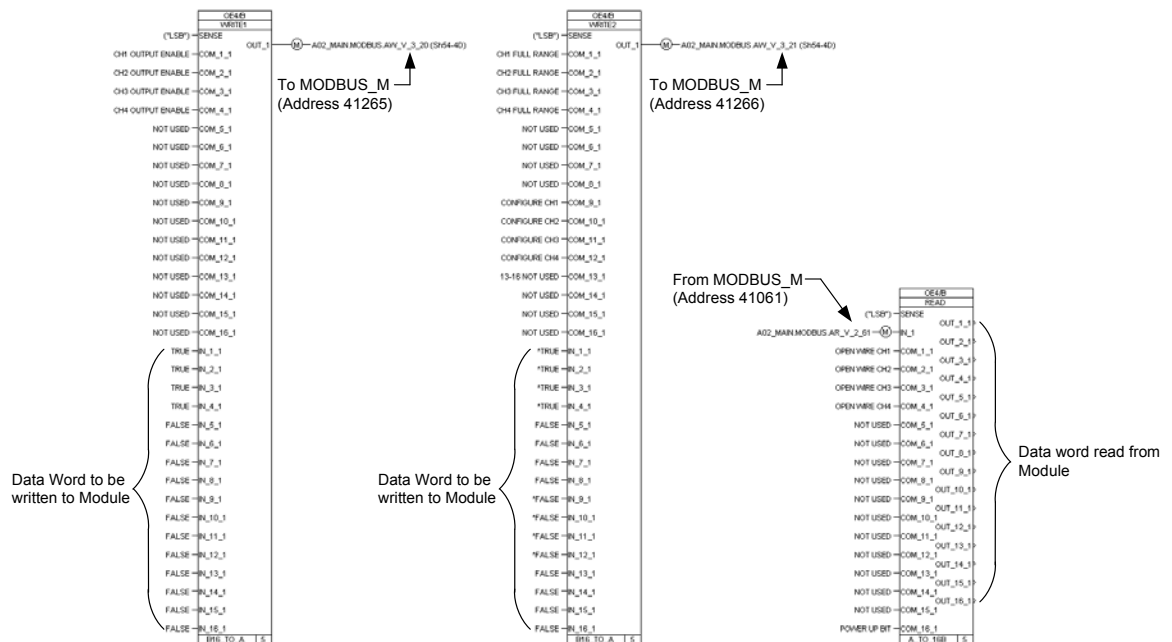 OE4/B
WRITE1
("LSB") SENSE
OUT_1 M A02_MAIN.MODBUS.AW_V_3_20 (Sh54-4D)
CH1 OUTPUT ENABLE COM_1_1
CH2 OUTPUT ENABLE COM_2_1
CH3 OUTPUT ENABLE COM_3_1
CH4 OUTPUT ENABLE COM_4_1
NOT USED COM_5_1
NOT USED COM_6_1
NOT USED COM_7_1
NOT USED COM_8_1
NOT USED COM_9_1
NOT USED COM_10_1
NOT USED COM_11_1
NOT USED COM_12_1
NOT USED COM_13_1
NOT USED COM_14_1
NOT USED COM_15_1
NOT USED COM_16_1
TRUE IN_1_1
TRUE IN_2_1
TRUE IN_3_1
TRUE IN_4_1
FALSE IN_5_1
FALSE IN_6_1
FALSE IN_7_1
FALSE IN_8_1
FALSE IN_9_1
FALSE IN_10_1
FALSE IN_11_1
FALSE IN_12_1
FALSE IN_13_1
FALSE IN_14_1
FALSE IN_15_1
FALSE IN_16_1
B16_TO_A 5
To MODBUS_M
(Address 41265)
Data Word to be
written to Module
OE4/B
WRITE2
("LSB") SENSE
OUT_1 M A02_MAIN.MODBUS.AW_V_3_21 (Sh54-4D)
CH1 FULL RANGE COM_1_1
CH2 FULL RANGE COM_2_1
CH3 FULL RANGE COM_3_1
CH4 FULL RANGE COM_4_1
NOT USED COM_5_1
NOT USED COM_6_1
NOT USED COM_7_1
NOT USED COM_8_1
CONFIGURE CH1 COM_9_1
CONFIGURE CH2 COM_10_1
CONFIGURE CH3 COM_11_1
CONFIGURE CH4 COM_12_1
13-16 NOT USED COM_13_1
NOT USED COM_14_1
NOT USED COM_15_1
NOT USED COM_16_1
*TRUE IN_1_1
*TRUE IN_2_1
*TRUE IN_3_1
*TRUE IN_4_1
FALSE IN_5_1
FALSE IN_6_1
FALSE IN_7_1
FALSE IN_8_1
*FALSE IN_9_1
*FALSE IN_10_1
*FALSE IN_11_1
*FALSE IN_12_1
FALSE IN_13_1
FALSE IN_14_1
FALSE IN_15_1
FALSE IN_16_1
B16_TO_A 5
To MODBUS_M
(Address 41266)
Data Word to be
written to Module
From MODBUS_M
(Address 41061)
OE4/B
READ
("LSB") SENSE
A02_MAIN.MODBUS.AR_V_2_61 M IN_1
OPEN WIRE CH1 COM_1_1
OPEN WIRE CH2 COM_2_1
OPEN WIRE CH3 COM_3_1
OPEN WIRE CH4 COM_4_1
NOT USED COM_5_1
NOT USED COM_6_1
NOT USED COM_7_1
NOT USED COM_8_1
NOT USED COM_9_1
NOT USED COM_10_1
NOT USED COM_11_1
NOT USED COM_12_1
NOT USED COM_13_1
NOT USED COM_14_1
NOT USED COM_15_1
POWER UP BIT COM_16_1
OUT_1_1
OUT_2_1
OUT_3_1
OUT_4_1
OUT_5_1
OUT_6_1
OUT_7_1
OUT_8_1
OUT_9_1
OUT_10_1
OUT_11_1
OUT_12_1
OUT_13_1
OUT_14_1
OUT_15_1
OUT_16_1
A_TO_16B 5
Data word read from
Module